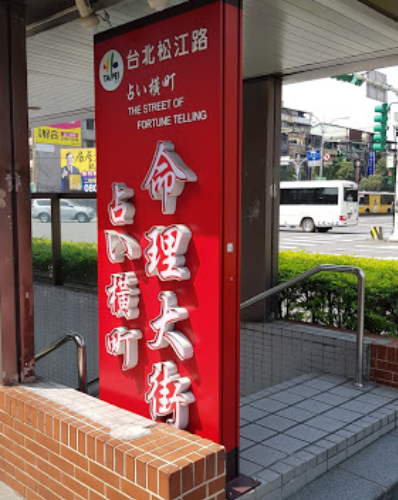 TAIPEI
台北松江路
占い横町
THE STREET OF
FORTUNE TELLING
命理大街
占い横町